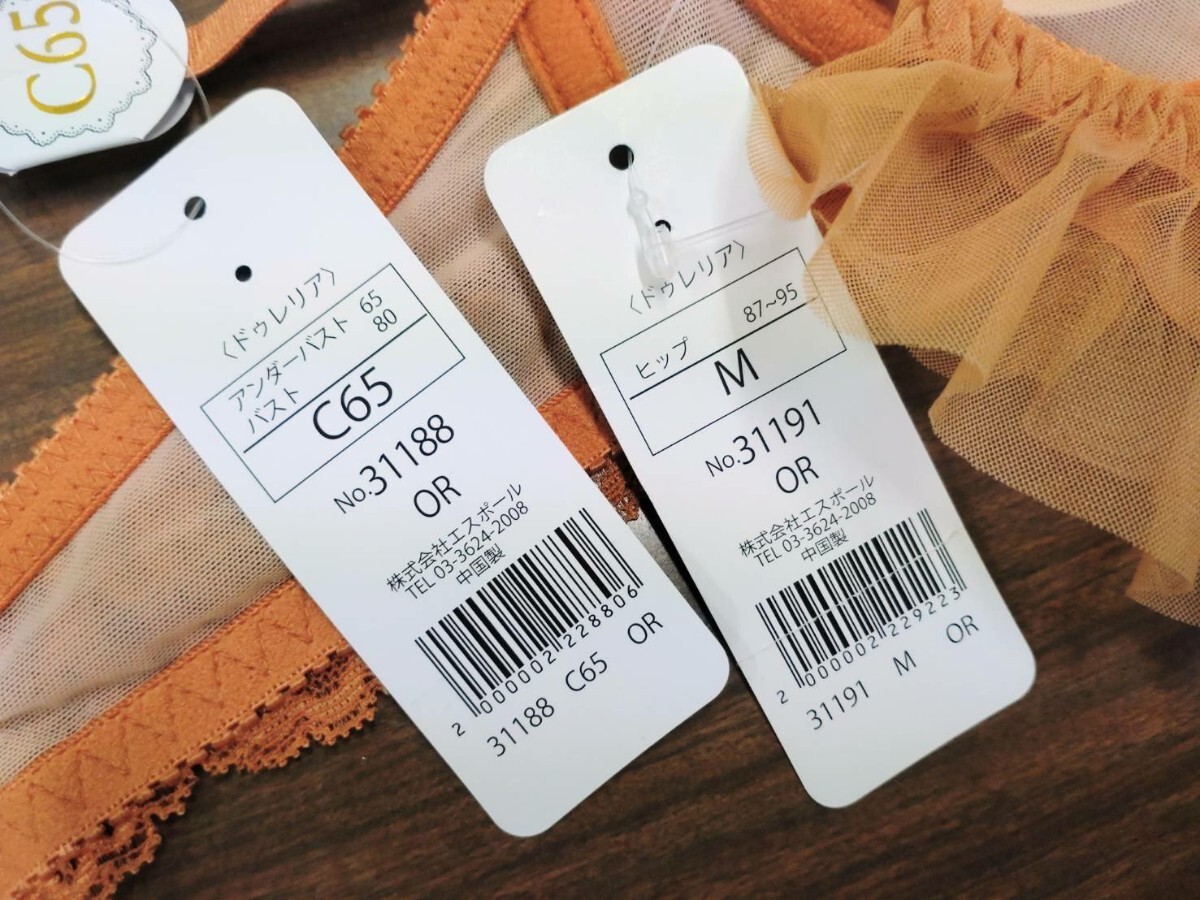 C65
〈ドゥレリア〉
アンダーバスト 65
バスト 80
C65
No.31188
OR
株式会社エスポール
TEL 03-3624-2008
中国製
2 000002 228806
31188 C65 OR
〈ドゥレリア〉
ヒップ 87~95
M
No.31191
OR
株式会社エスポール
TEL 03-3624-2008
中国製
2 000002 229223
31191 M OR